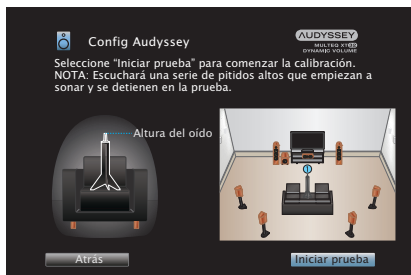 Config Audyssey
AUDYSSEY
MULTEQ XT32
DYNAMIC VOLUME
Seleccione “Iniciar prueba” para comenzar la calibración.
NOTA: Escuchará una serie de pitidos altos que empiezan a
sonar y se detienen en la prueba.
Altura del oído
Atrás
Iniciar prueba